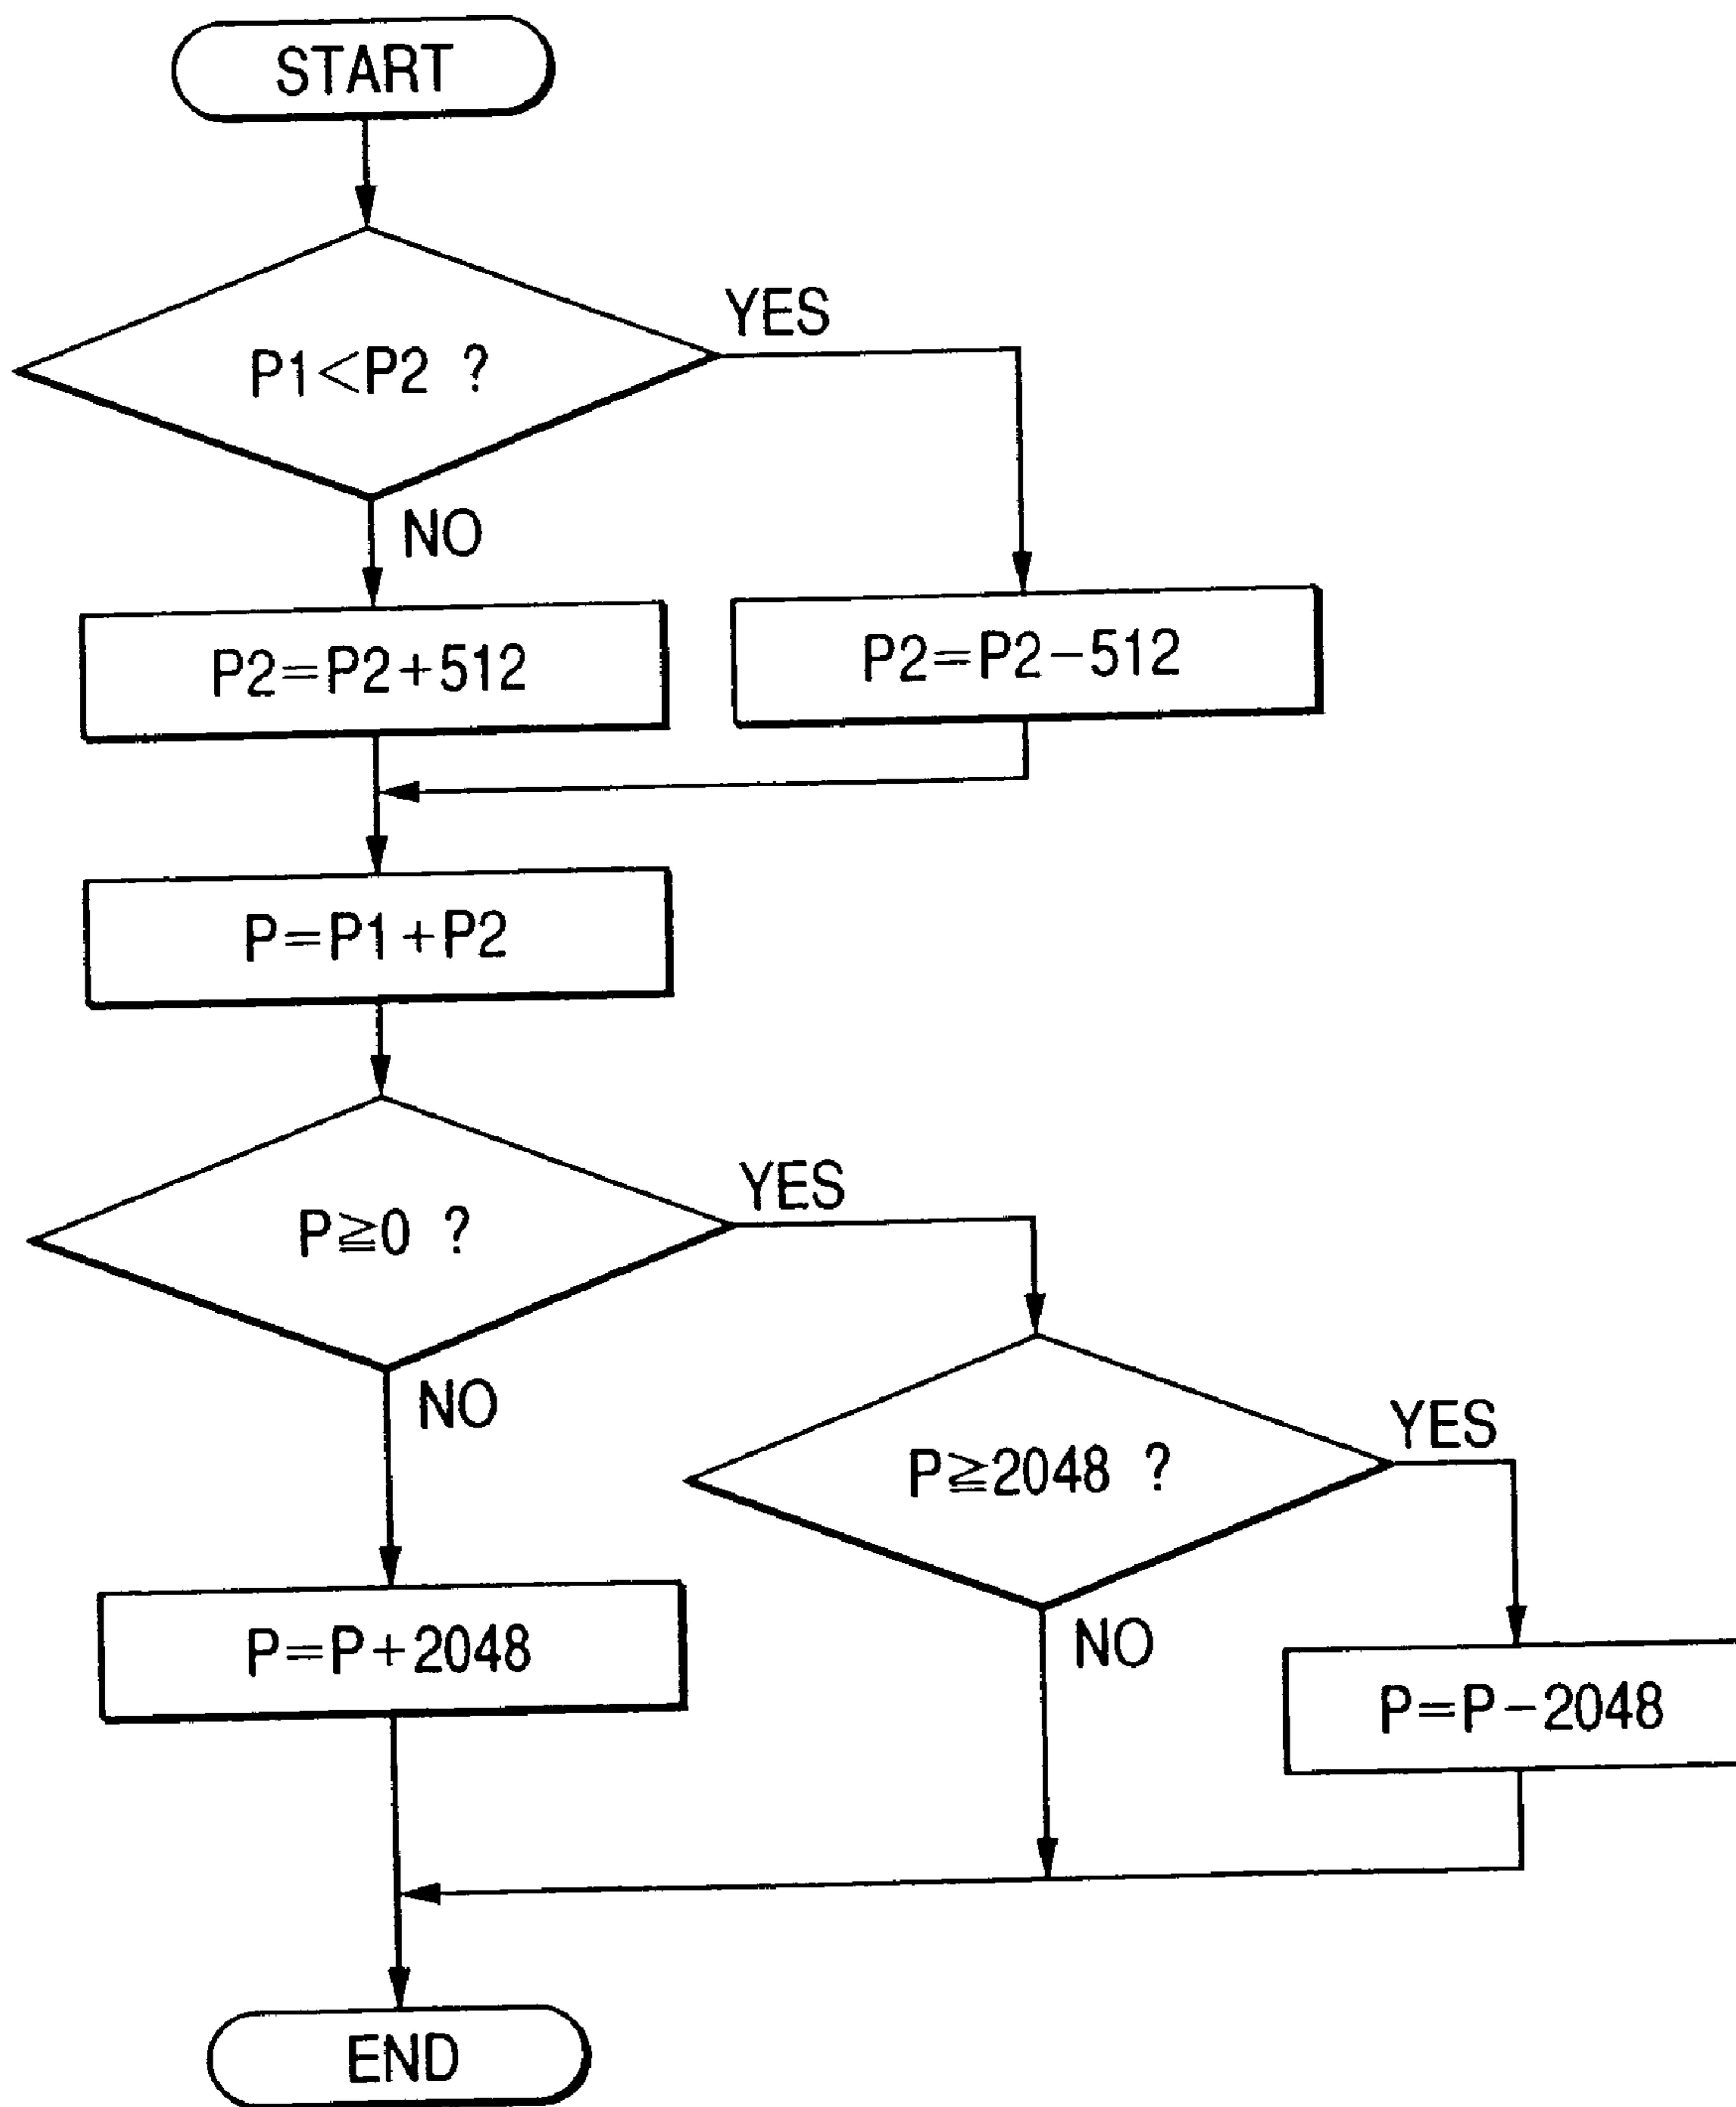 START
P1<P2 ?
YES
NO
P2=P2+512
P2=P2-512
P=P1+P2
P≧0 ?
YES
NO
P≧2048 ?
YES
NO
P=P+2048
P=P-2048
END